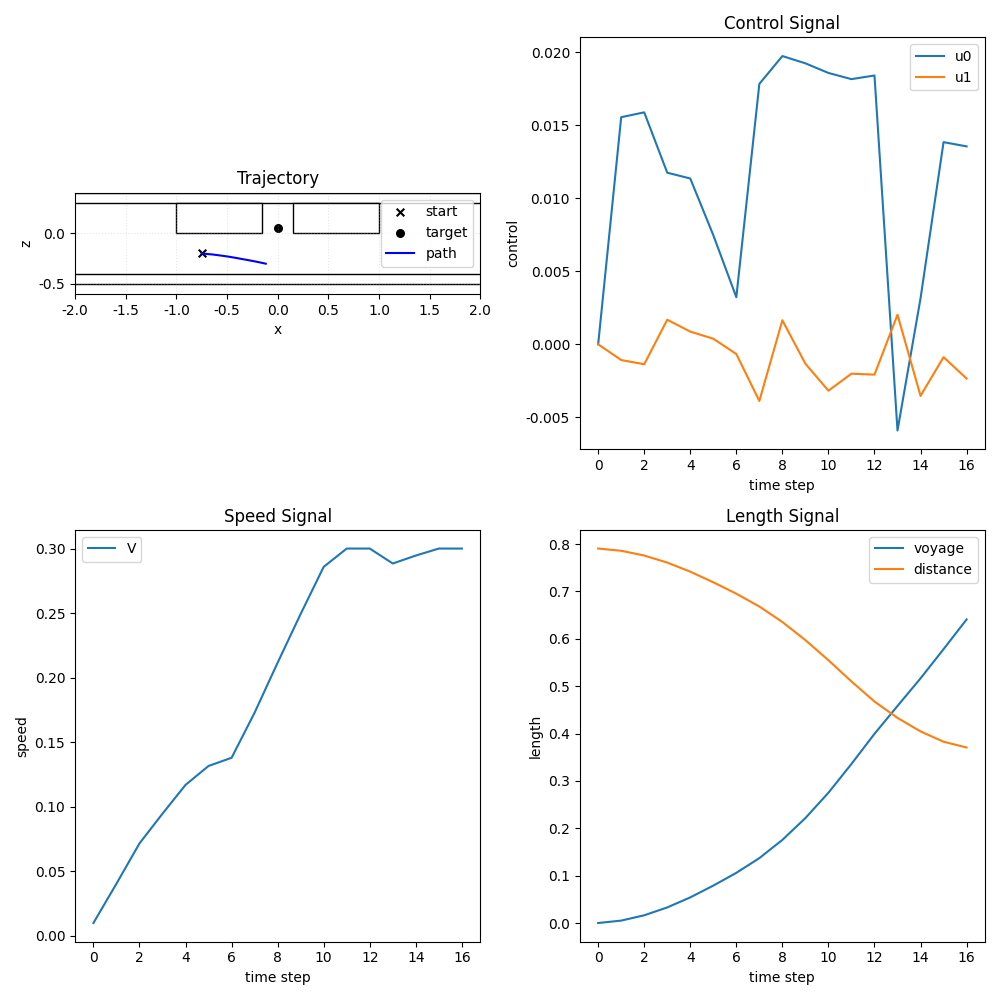 Trajectory
z
0.0
-0.5
start
target
path
-2.0 -1.5 -1.0 -0.5 0.0 0.5 1.0 1.5 2.0
x
Control Signal
control
0.020
0.015
0.010
0.005
0.000
-0.005
u0
u1
0 2 4 6 8 10 12 14 16
time step
Speed Signal
speed
0.30
0.25
0.20
0.15
0.10
0.05
0.00
V
0 2 4 6 8 10 12 14 16
time step
Length Signal
length
0.8
0.7
0.6
0.5
0.4
0.3
0.2
0.1
0.0
voyage
distance
0 2 4 6 8 10 12 14 16
time step